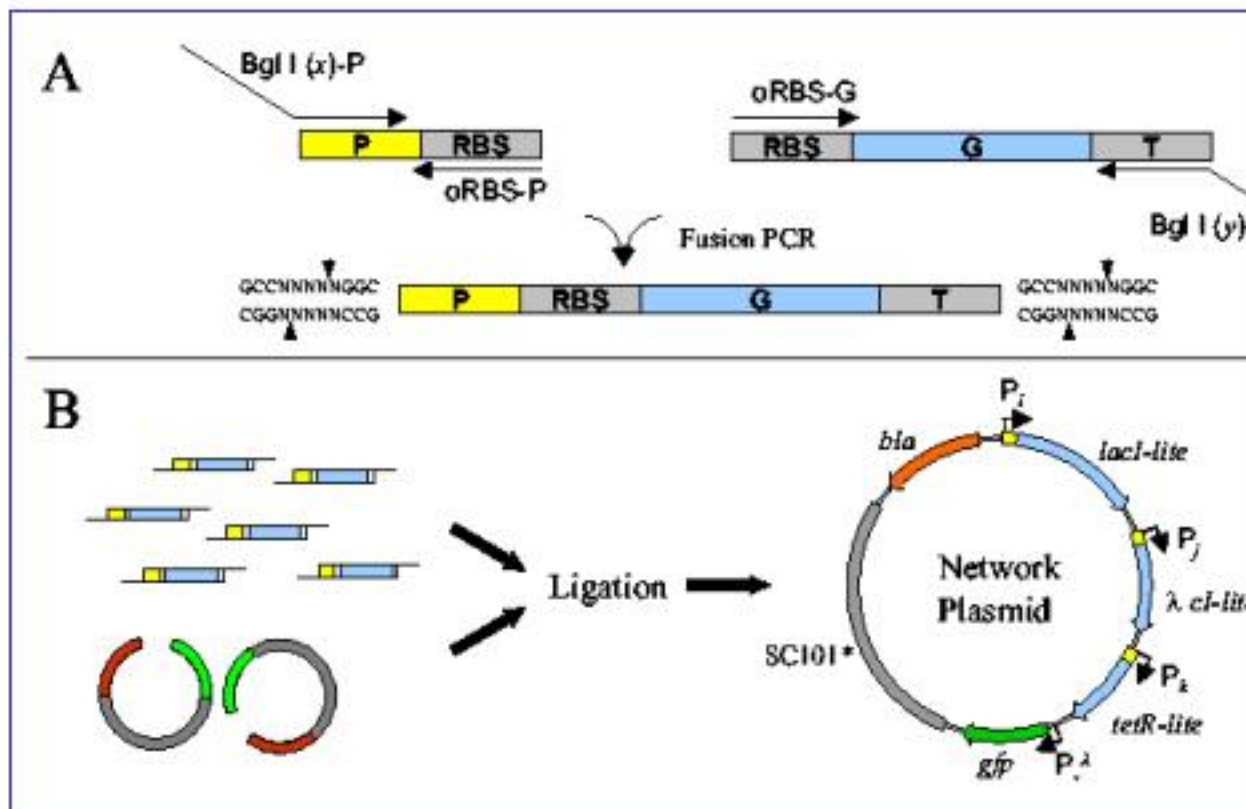 A
Bgl I (x)-P
oRBS-G
P RBS
RBS G T
oRBS-P
Bgl I (y)
Fusion PCR
GCCNNNNNGGC
CGGNNNNNCCG
P RBS G T
GCCNNNNNGGC
CGGNNNNNCCG
B
Ligation
P i
bla
lacI-lite
P j
Network
Plasmid
λ cI-lit
SC101*
P k
tetR-lite
gfp
P λ